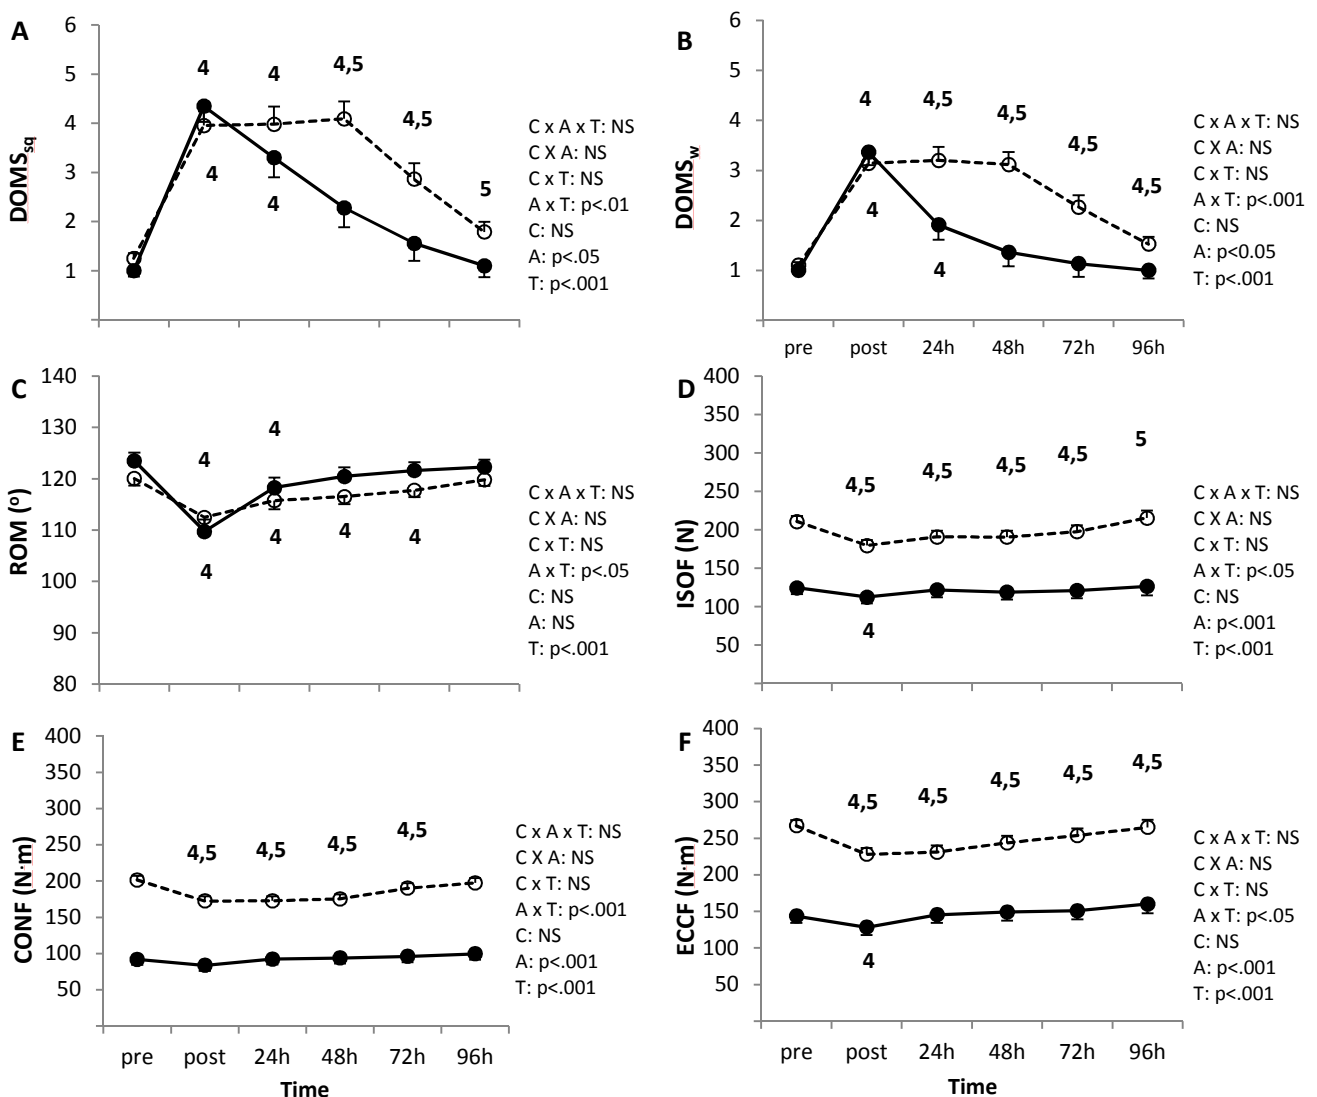 A
DOMSsq
6
5
4
3
2
1
4
4
4,5
4,5
5
4
4
C x A x T: NS
C X A: NS
C x T: NS
A x T: p<.01
C: NS
A: p<.05
T: p<.001
B
DOMSw
6
5
4
3
2
1
4
4,5
4,5
4,5
4,5
4
4
C x A x T: NS
C X A: NS
C x T: NS
A x T: p<.001
C: NS
A: p<0.05
T: p<.001
pre post 24h 48h 72h 96h
C
ROM (º)
140
130
120
110
100
90
80
4
4
4
4
4
4
C x A x T: NS
C X A: NS
C x T: NS
A x T: p<.05
C: NS
A: NS
T: p<.001
D
ISOF (N)
400
350
300
250
200
150
100
50
4,5
4,5
4,5
4,5
5
4
C x A x T: NS
C X A: NS
C x T: NS
A x T: p<.05
C: NS
A: p<.001
T: p<.001
E
CONF (N·m)
400
350
300
250
200
150
100
50
4,5
4,5
4,5
4,5
C x A x T: NS
C X A: NS
C x T: NS
A x T: p<.001
C: NS
A: p<.001
T: p<.001
pre post 24h 48h 72h 96h
Time
F
ECCF (N·m)
400
350
300
250
200
150
100
50
4,5
4,5
4,5
4,5
4,5
4
C x A x T: NS
C X A: NS
C x T: NS
A x T: p<.05
C: NS
A: p<.001
T: p<.001
pre post 24h 48h 72h 96h
Time